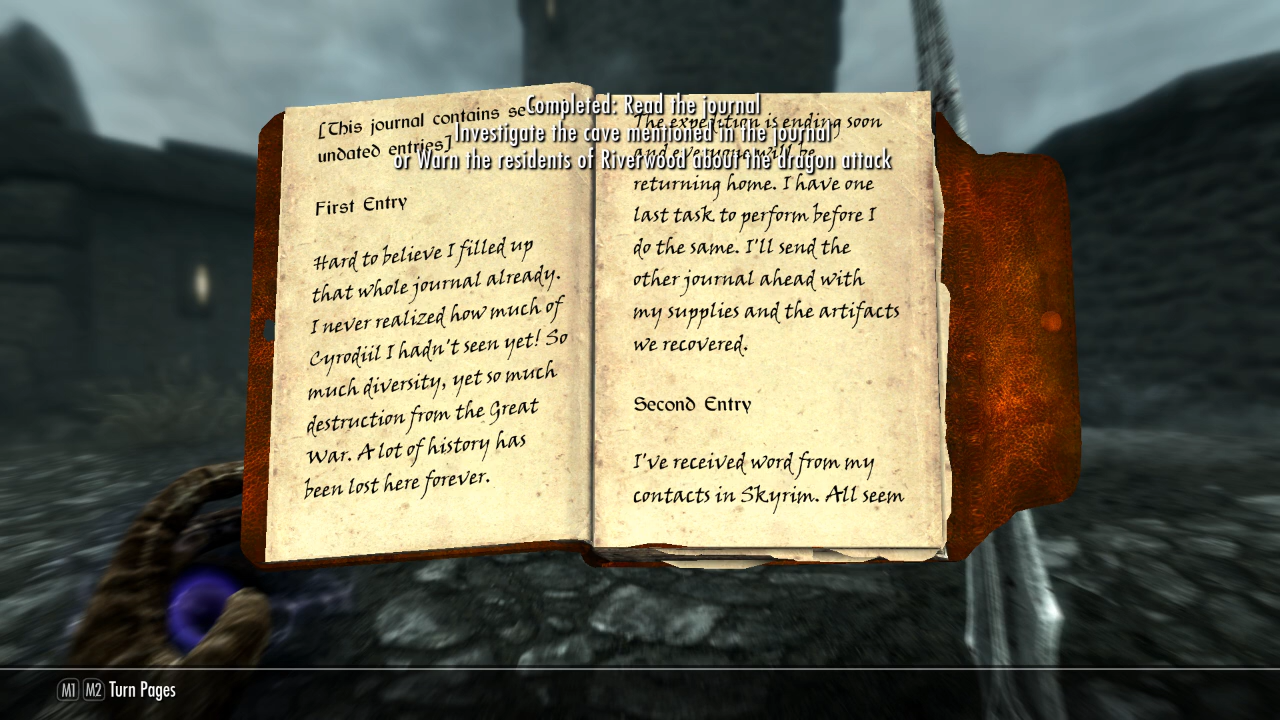 [This journal contains se
undated entries]
First Entry
Hard to believe I filled up
that whole journal already.
I never realized how much of
Cyrodiil I hadn't seen yet! So
much diversity, yet so much
destruction from the Great
War. A lot of history has
been lost here forever.
Completed: Read the journal
Investigate the cave mentioned in the journal
or Warn the residents of Riverwood about the dragon attack
The expedition is ending soon
and everyone will be
returning home. I have one
last task to perform before I
do the same. I'll send the
other journal ahead with
my supplies and the artifacts
we recovered.
Second Entry
I've received word from my
contacts in Skyrim. All seem
M1 M2 Turn Pages